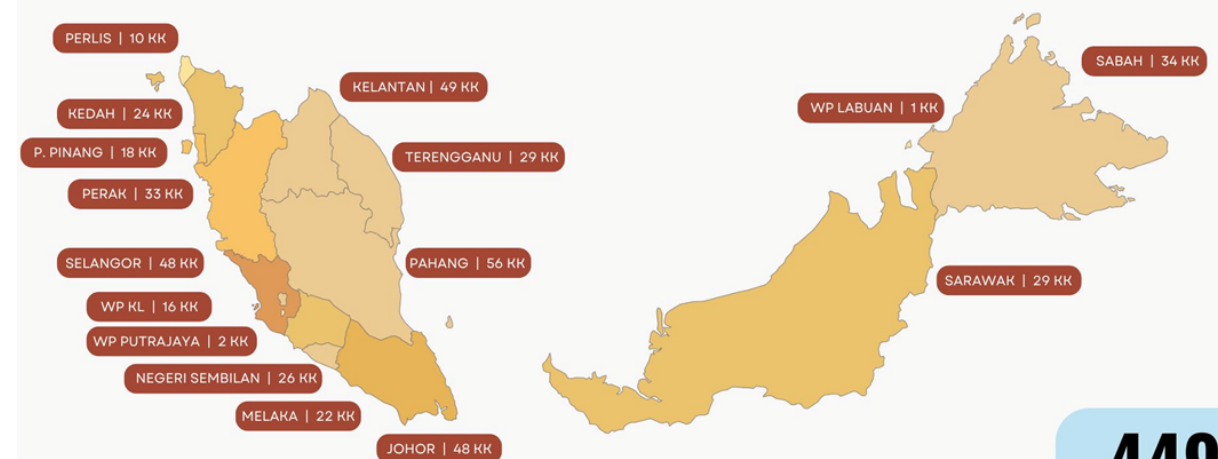 PERLIS | 10 KK
KEDAH | 24 KK
P. PINANG | 18 KK
PERAK | 33 KK
SELANGOR | 48 KK
WP KL | 16 KK
WP PUTRAJAYA | 2 KK
NEGERI SEMBILAN | 26 KK
MELAKA | 22 KK
JOHOR | 48 KK
KELANTAN | 49 KK
TERENGGANU | 29 KK
PAHANG | 56 KK
WP LABUAN | 1 KK
SABAH | 34 KK
SARAWAK | 29 KK
449